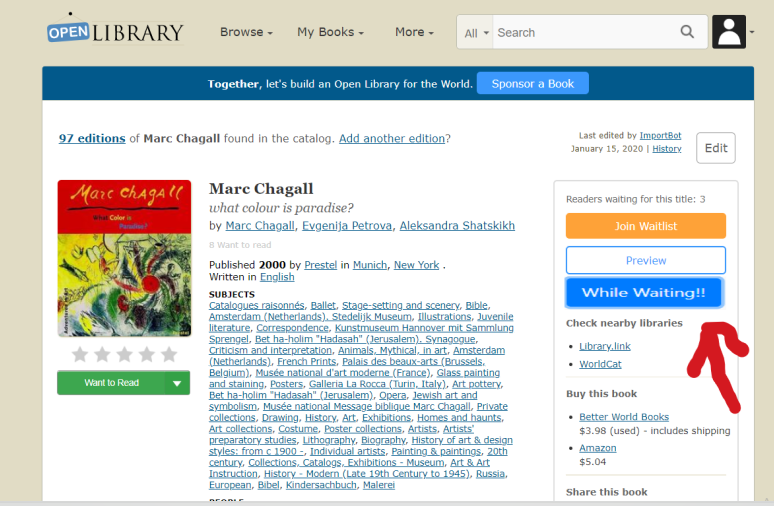 OPEN LIBRARY
Browse
My Books
More
All
Search
Together, let's build an Open Library for the World.
Sponsor a Book
97 editions of Marc Chagall found in the catalog. Add another edition?
Last edited by ImportBot
January 15, 2020 | History
Edit
Marc Chagall
What Color is
Paradise?
Adventures in Art
Want to Read
Marc Chagall
what colour is paradise?
by Marc Chagall, Evgenija Petrova, Aleksandra Shatskikh
8 Want to read
Published 2000 by Prestel in Munich, New York .
Written in English
SUBJECTS
Catalogues raisonnés, Ballet, Stage-setting and scenery, Bible,
Amsterdam (Netherlands). Stedelijk Museum, Illustrations, Juvenile
literature, Correspondence, Kunstmuseum Hannover mit Sammlung
Sprengel, Bet ha-holim "Hadasah" (Jerusalem). Synagogue,
Criticism and interpretation, Animals, Mythical, in art, Amsterdam
(Netherlands), French Prints, Palais des beaux-arts (Brussels,
Belgium), Musée national d'art moderne (France), Glass painting
and staining, Posters, Galleria La Rocca (Turin, Italy), Art pottery,
Bet ha-holim "Hadasah" (Jerusalem), Opera, Jewish art and
symbolism, Musée national Message biblique Marc Chagall, Private
collections, Drawing, History, Art, Exhibitions, Homes and haunts,
Art collections, Costume, Poster collections, Artists, Artists'
preparatory studies, Lithography, Biography, History of art & design
styles: from c 1900 -, Individual artists, Painting & paintings, 20th
century, Collections, Catalogs, Exhibitions - Museum, Art & Art
Instruction, History - Modern (Late 19th Century to 1945), Russia,
European, Bibel, Kindersachbuch, Malerei
PEOPLE
Readers waiting for this title: 3
Join Waitlist
Preview
While Waiting!!
Check nearby libraries
Library.link
WorldCat
Buy this book
Better World Books
$3.98 (used) - includes shipping
Amazon
$5.04
Share this book